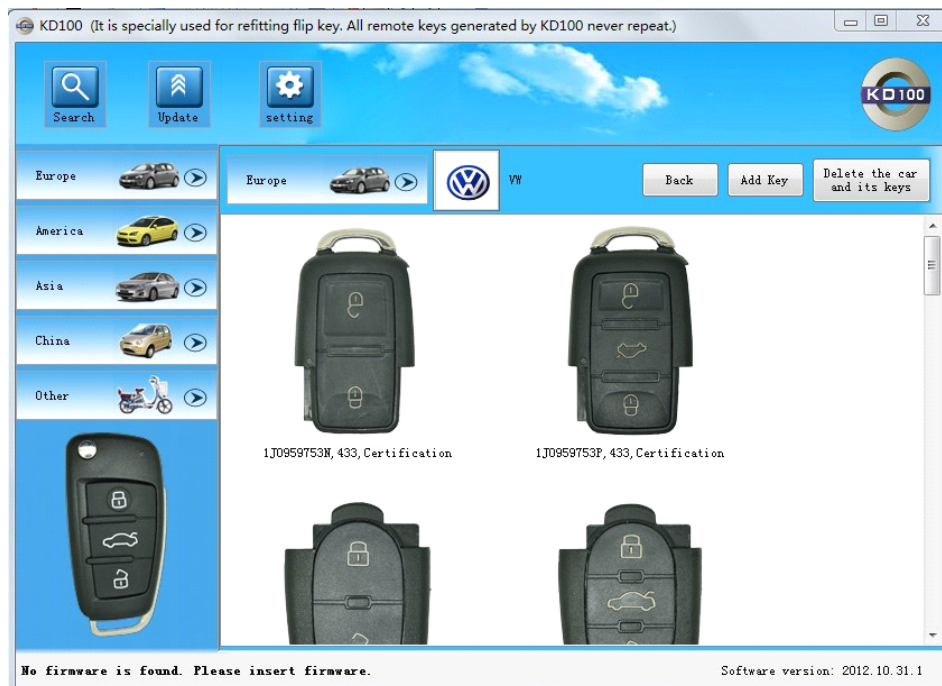 KD100 (It is specially used for refitting flip key. All remote keys generated by KD100 never repeat.)
Search
Update
setting
KD100
Europe
America
Asia
China
Other
Europe
VW
Back
Add Key
Delete the car
and its keys
1J0959753N, 433, Certification
1J0959753P, 433, Certification
No firmware is found. Please insert firmware.
Software version: 2012.10.31.1